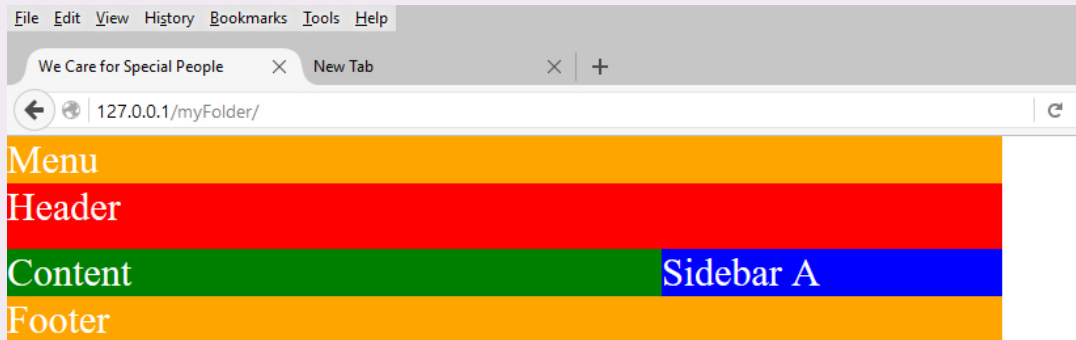 File Edit View History Bookmarks Tools Help
We Care for Special People New Tab
127.0.0.1/myFolder/
Menu
Header
Content Sidebar A
Footer